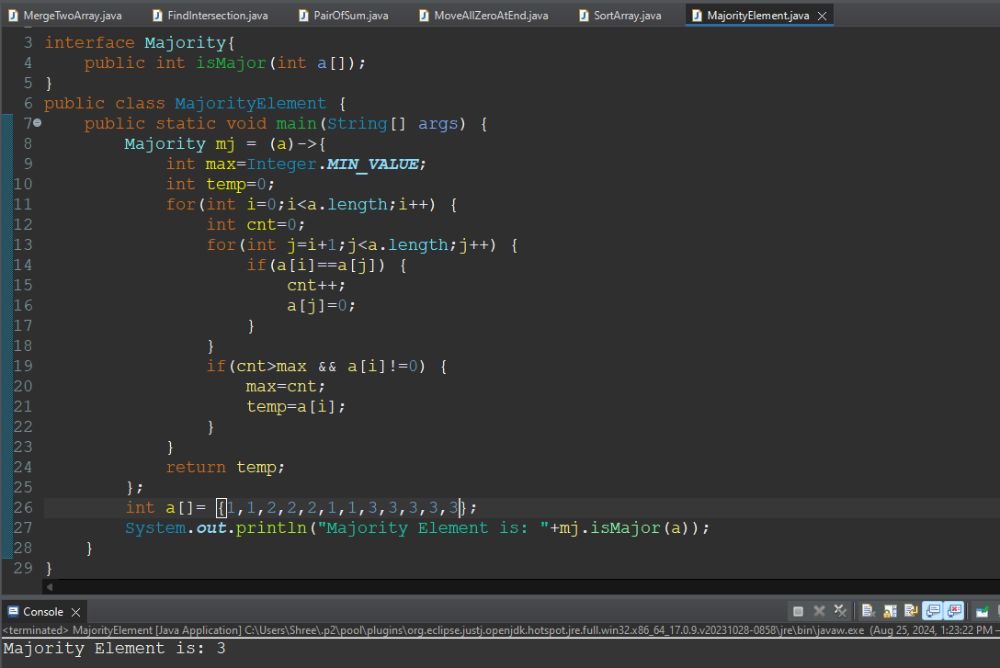 MergeTwoArray.java FindIntersection.java PairOfSum.java MoveAllZeroAtEnd.java SortArray.java MajorityElement.java
3 interface Majority{
4     public int isMajor(int a[]);
5 }
6 public class MajorityElement {
7     public static void main(String[] args) {
8         Majority mj = (a)->{
9             int max=Integer.MIN_VALUE;
10             int temp=0;
11             for(int i=0;i<a.length;i++) {
12                 int cnt=0;
13                 for(int j=i+1;j<a.length;j++) {
14                     if(a[i]==a[j]) {
15                         cnt++;
16                         a[j]=0;
17                     }
18                 }
19                 if(cnt>max && a[i]!=0) {
20                     max=cnt;
21                     temp=a[i];
22                 }
23             }
24             return temp;
25         };
26         int a[]= {1,1,2,2,2,1,1,3,3,3,3,3};
27         System.out.println("Majority Element is: "+mj.isMajor(a));
28     }
29 }
Console
<terminated> MajorityElement [Java Application] C:\Users\Shree\.p2\pool\plugins\org.eclipse.justj.openjdk.hotspot.jre.full.win32.x86_64_17.0.9.v20231028-0858\jre\bin\javaw.exe (Aug 25, 2024, 1:23:22 PM –
Majority Element is: 3